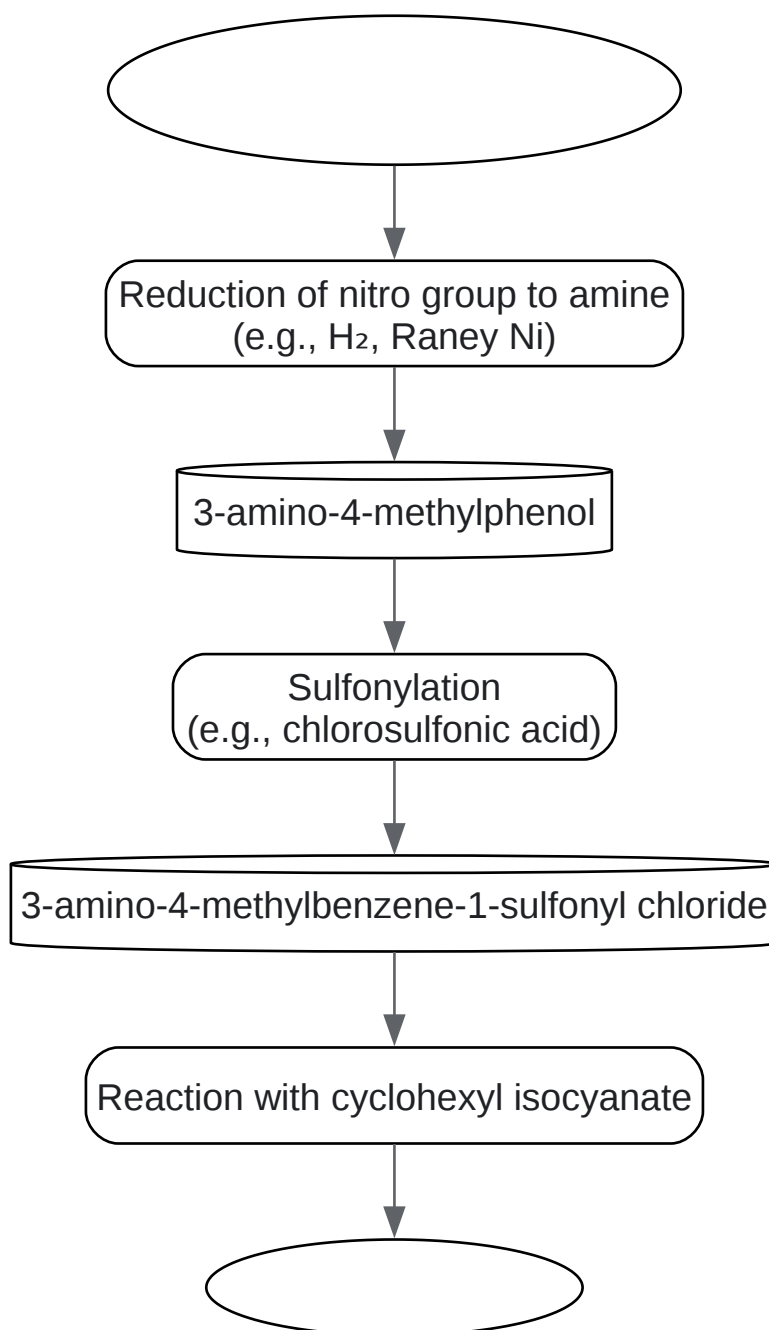 Reduction of nitro group to amine
(e.g., H₂, Raney Ni)
3-amino-4-methylphenol
Sulfonylation
(e.g., chlorosulfonic acid)
3-amino-4-methylbenzene-1-sulfonyl chloride
Reaction with cyclohexyl isocyanate